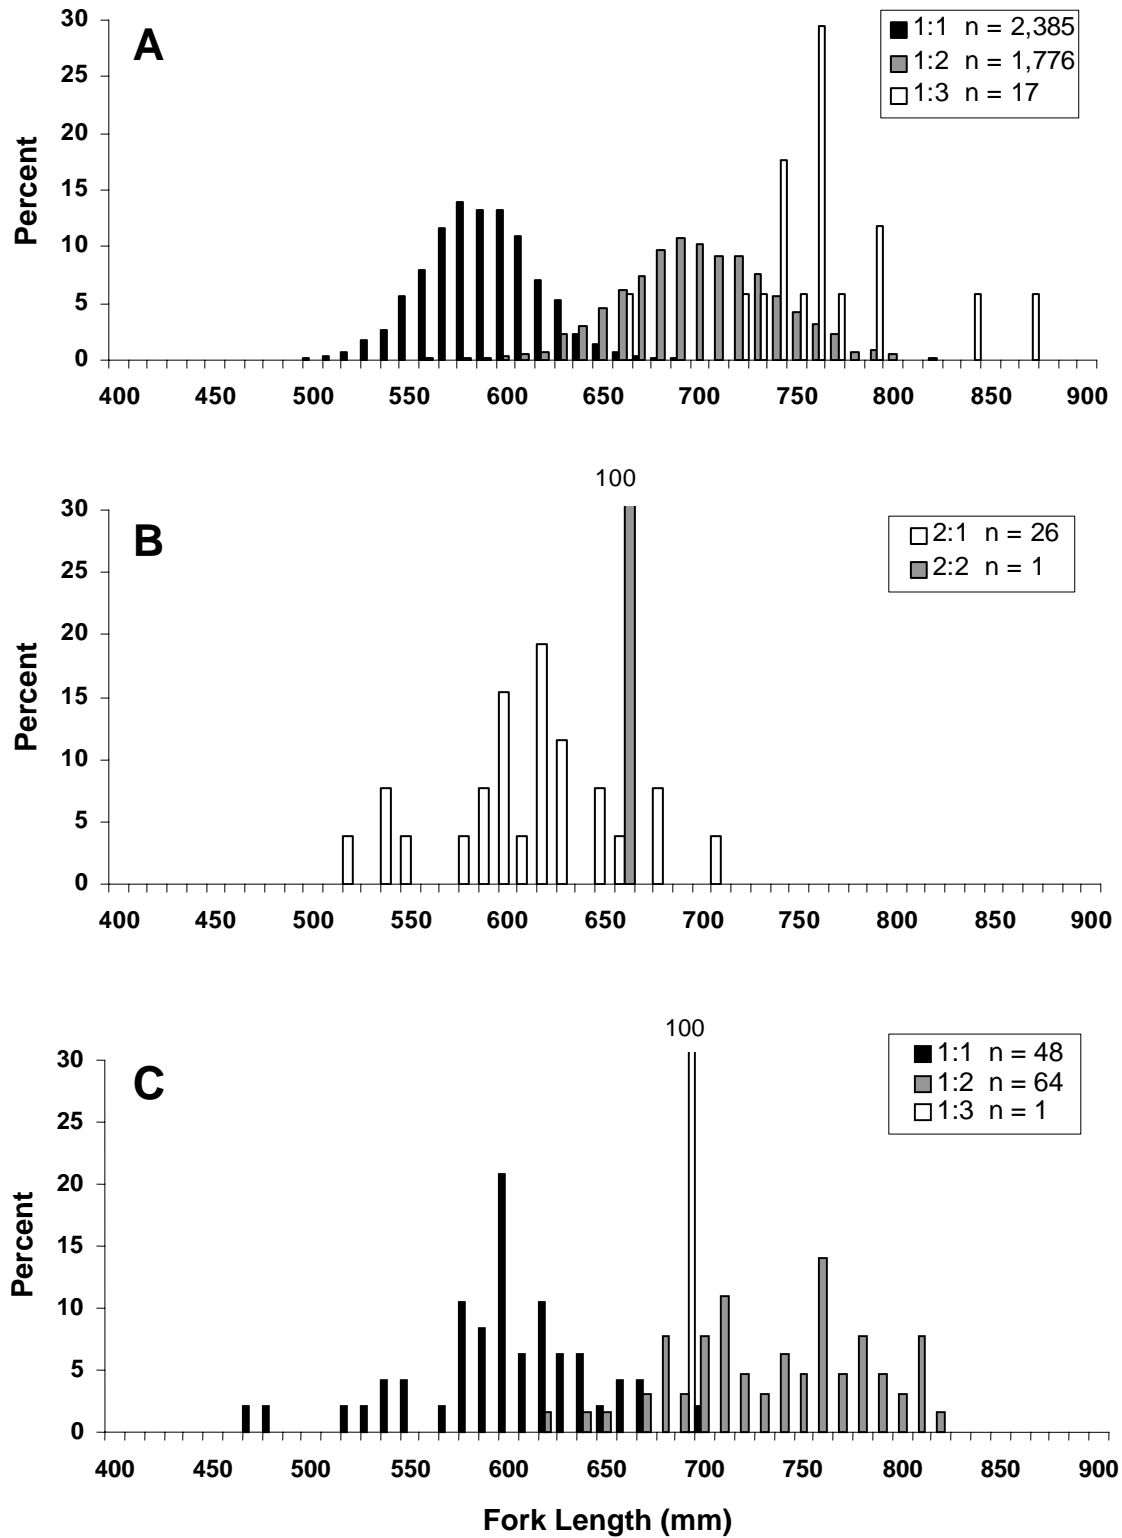 A
1:1 n = 2,385
1:2 n = 1,776
1:3 n = 17
Percent
30
25
20
15
10
5
0
400 450 500 550 600 650 700 750 800 850 900
100
B
2:1 n = 26
2:2 n = 1
Percent
30
25
20
15
10
5
0
400 450 500 550 600 650 700 750 800 850 900
100
C
1:1 n = 48
1:2 n = 64
1:3 n = 1
Percent
30
25
20
15
10
5
0
400 450 500 550 600 650 700 750 800 850 900
Fork Length (mm)